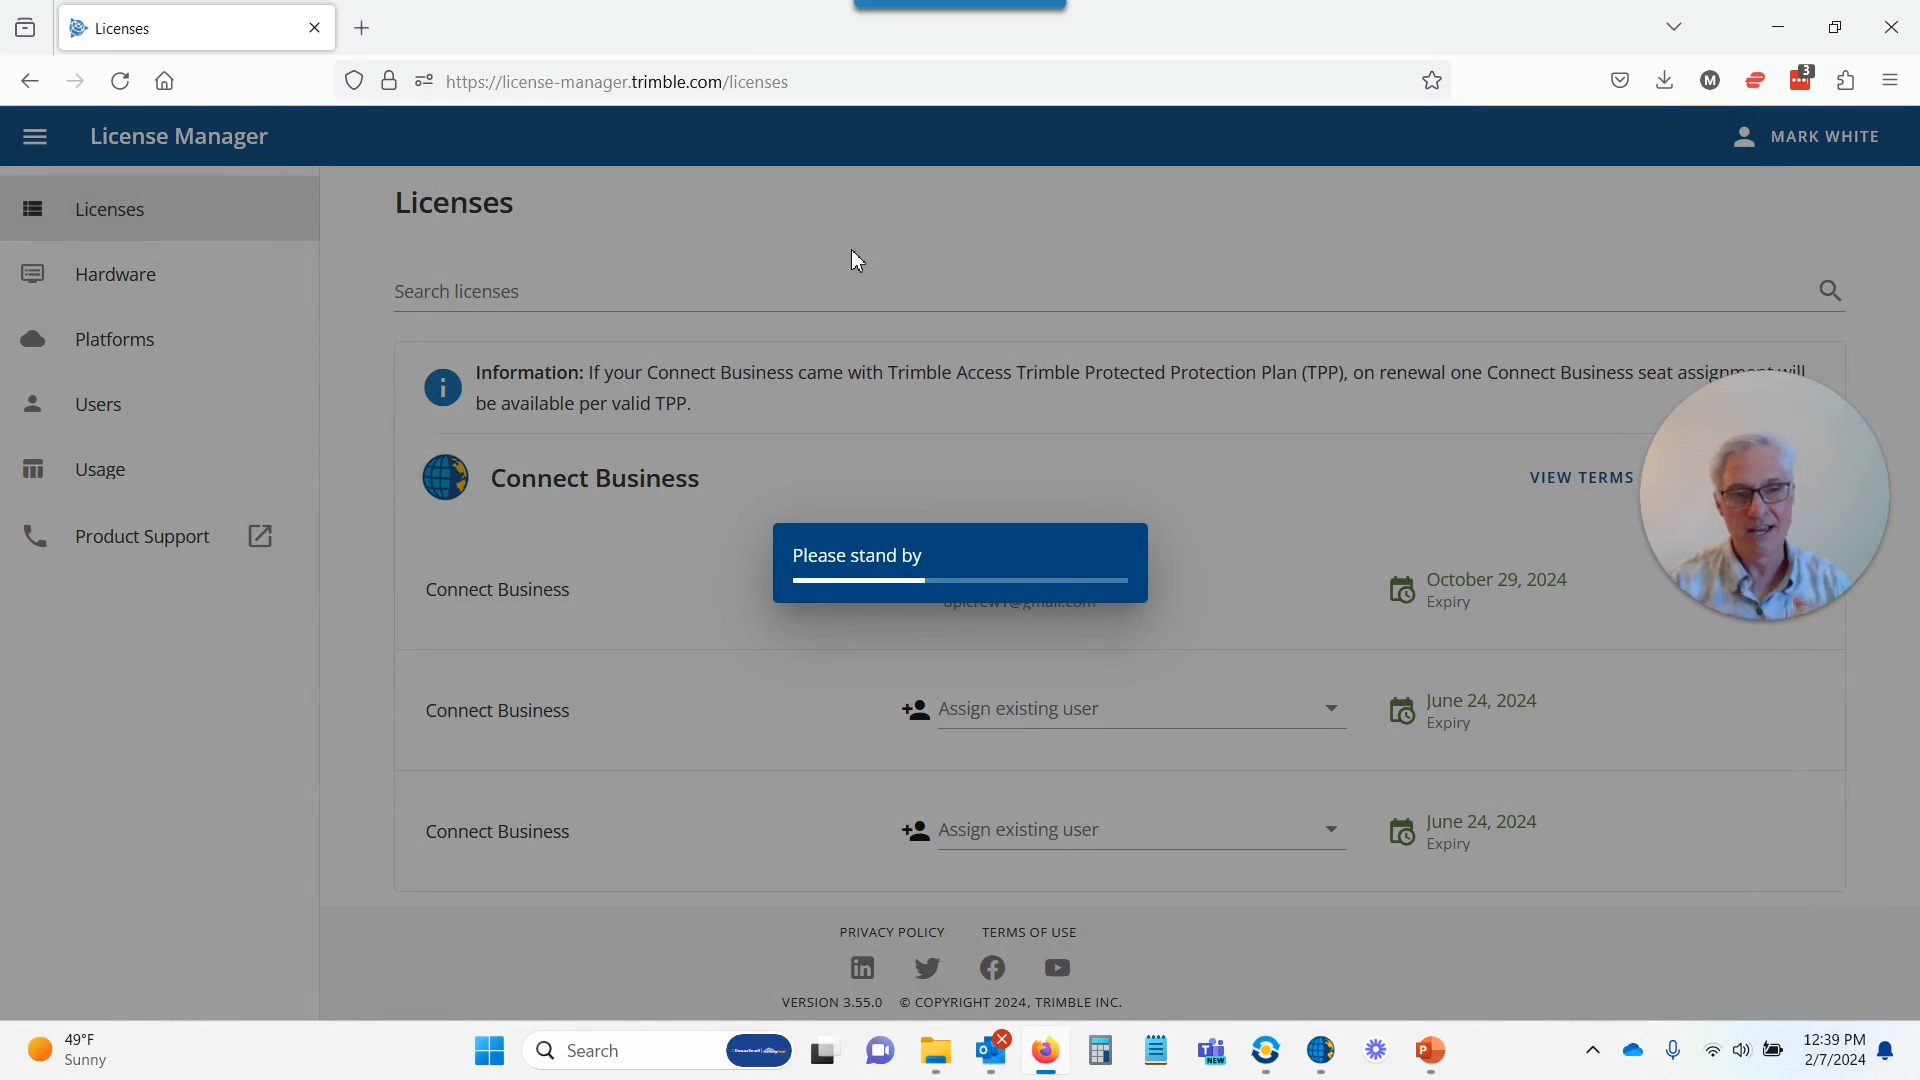 Licenses
https://license-manager.trimble.com/licenses
M
3
License Manager
MARK WHITE
Licenses
Hardware
Platforms
Users
Usage
Product Support
Licenses
Search licenses
Information: If your Connect Business came with Trimble Access Trimble Protected Protection Plan (TPP), on renewal one Connect Business seat assignment will
be available per valid TPP.
Connect Business
VIEW TERMS
Please stand by
Connect Business
October 29, 2024
Expiry
Connect Business
Assign existing user
June 24, 2024
Expiry
Connect Business
Assign existing user
June 24, 2024
Expiry
PRIVACY POLICY
TERMS OF USE
VERSION 3.55.0 © COPYRIGHT 2024, TRIMBLE INC.
49°F
Sunny
Search
NEW
12:39 PM
2/7/2024